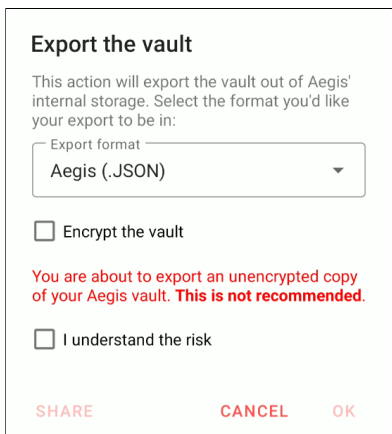 Export the vault
This action will export the vault out of Aegis'
internal storage. Select the format you'd like
your export to be in:
Export format
Aegis (.JSON)
Encrypt the vault
You are about to export an unencrypted copy
of your Aegis vault. This is not recommended.
I understand the risk
SHARE CANCEL OK